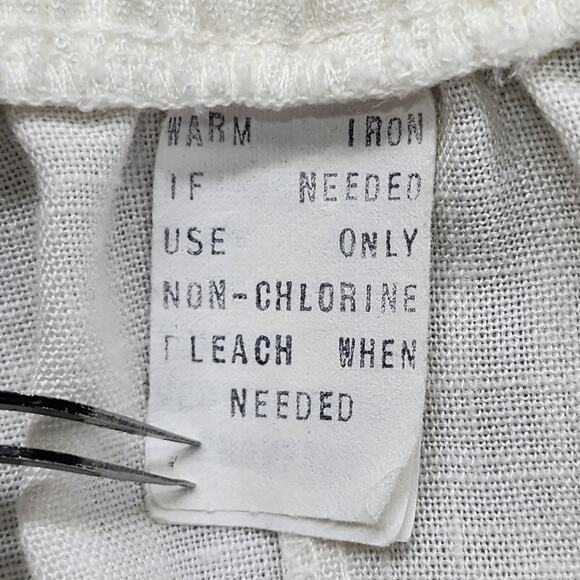 WARM IRON
IF NEEDED
USE ONLY
NON-CHLORINE
BLEACH WHEN
NEEDED